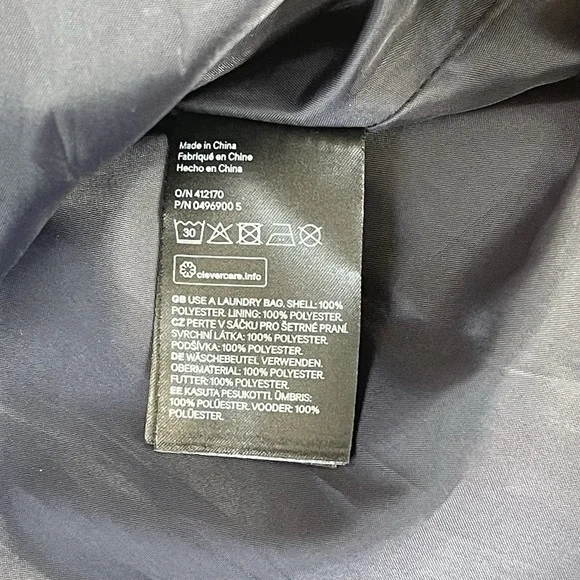 Made in China
Fabriqué en Chine
Hecho en China
O/N 412170
P/N 0496900 5
30
clevercare.info
GB USE A LAUNDRY BAG, SHELL: 100%
POLYESTER. LINING: 100% POLYESTER.
CZ PERTE V SÁČKU PRO ŠETRNÉ PRANÍ.
SVRCHNÍ LÁTKA: 100% POLYESTER.
PODŠÍVKA: 100% POLYESTER.
DE WÄSCHEBEUTEL VERWENDEN.
OBERMATERIAL: 100% POLYESTER.
FUTTER: 100% POLYESTER.
EE KASUTA PESUKOTTI. ÜMBRIS:
100% POLÜESTER. VOODER: 100%
POLÜESTER.